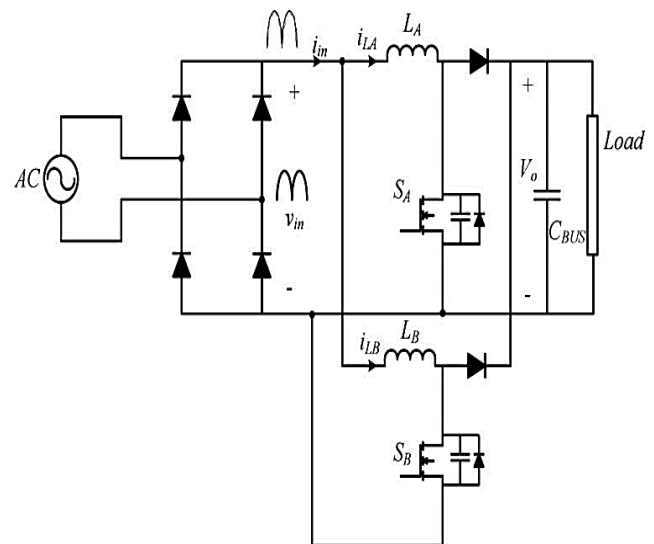 i_in
i_LA
L_A
+
+
AC
v_in
S_A
V_o
Load
C_BUS
-
-
i_LB
L_B
S_B